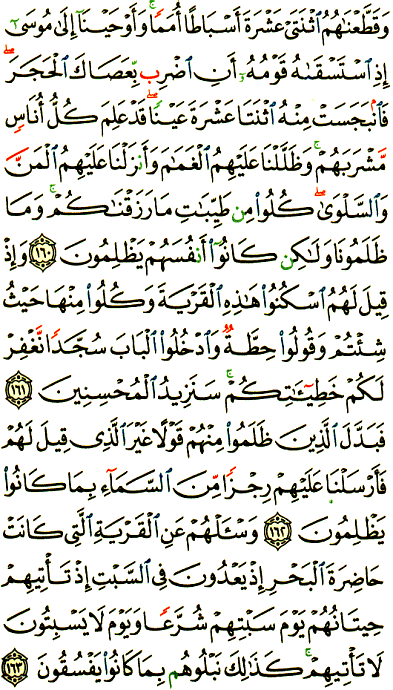 وَقَطَّعْنَٰهُمُ ٱثْنَتَىْ عَشْرَةَ أَسْبَاطًا أُمَمًا ۚ وَأَوْحَيْنَآ إِلَىٰ مُوسَىٰٓ
إِذِ ٱسْتَسْقَىٰهُ قَوْمُهُۥٓ أَنِ ٱضْرِب بِّعَصَاكَ ٱلْحَجَرَ ۖ
فَٱنۢبَجَسَتْ مِنْهُ ٱثْنَتَا عَشْرَةَ عَيْنًا ۖ قَدْ عَلِمَ كُلُّ أُنَاسٍ
مَّشْرَبَهُمْ ۚ وَظَلَّلْنَا عَلَيْهِمُ ٱلْغَمَٰمَ وَأَنزَلْنَا عَلَيْهِمُ ٱلْمَنَّ
وَٱلسَّلْوَىٰ ۖ كُلُوا۟ مِن طَيِّبَٰتِ مَا رَزَقْنَٰكُمْ ۚ وَمَا
ظَلَمُونَا وَلَٰكِن كَانُوٓا۟ أَنفُسَهُمْ يَظْلِمُونَ ١٦٠ وَإِذْ
قِيلَ لَهُمُ ٱسْكُنُوا۟ هَٰذِهِ ٱلْقَرْيَةَ وَكُلُوا۟ مِنْهَا حَيْثُ
شِئْتُمْ وَقُولُوا۟ حِطَّةٌ وَٱدْخُلُوا۟ ٱلْبَابَ سُجَّدًا نَّغْفِرْ
لَكُمْ خَطِيٓـَٰٔتِكُمْ ۚ سَنَزِيدُ ٱلْمُحْسِنِينَ ١٦١
فَبَدَّلَ ٱلَّذِينَ ظَلَمُوا۟ مِنْهُمْ قَوْلًا غَيْرَ ٱلَّذِى قِيلَ لَهُمْ
فَأَرْسَلْنَا عَلَيْهِمْ رِجْزًا مِّنَ ٱلسَّمَآءِ بِمَا كَانُوا۟
يَظْلِمُونَ ١٦٢ وَسْـَٔلْهُمْ عَنِ ٱلْقَرْيَةِ ٱلَّتِى كَانَتْ
حَاضِرَةَ ٱلْبَحْرِ إِذْ يَعْدُونَ فِى ٱلسَّبْتِ إِذْ تَأْتِيهِمْ
حِيتَانُهُمْ يَوْمَ سَبْتِهِمْ شُرَّعًا وَيَوْمَ لَا يَسْبِتُونَ ۙ
لَا تَأْتِيهِمْ ۚ كَذَٰلِكَ نَبْلُوهُم بِمَا كَانُوا۟ يَفْسُقُونَ ١٦٣